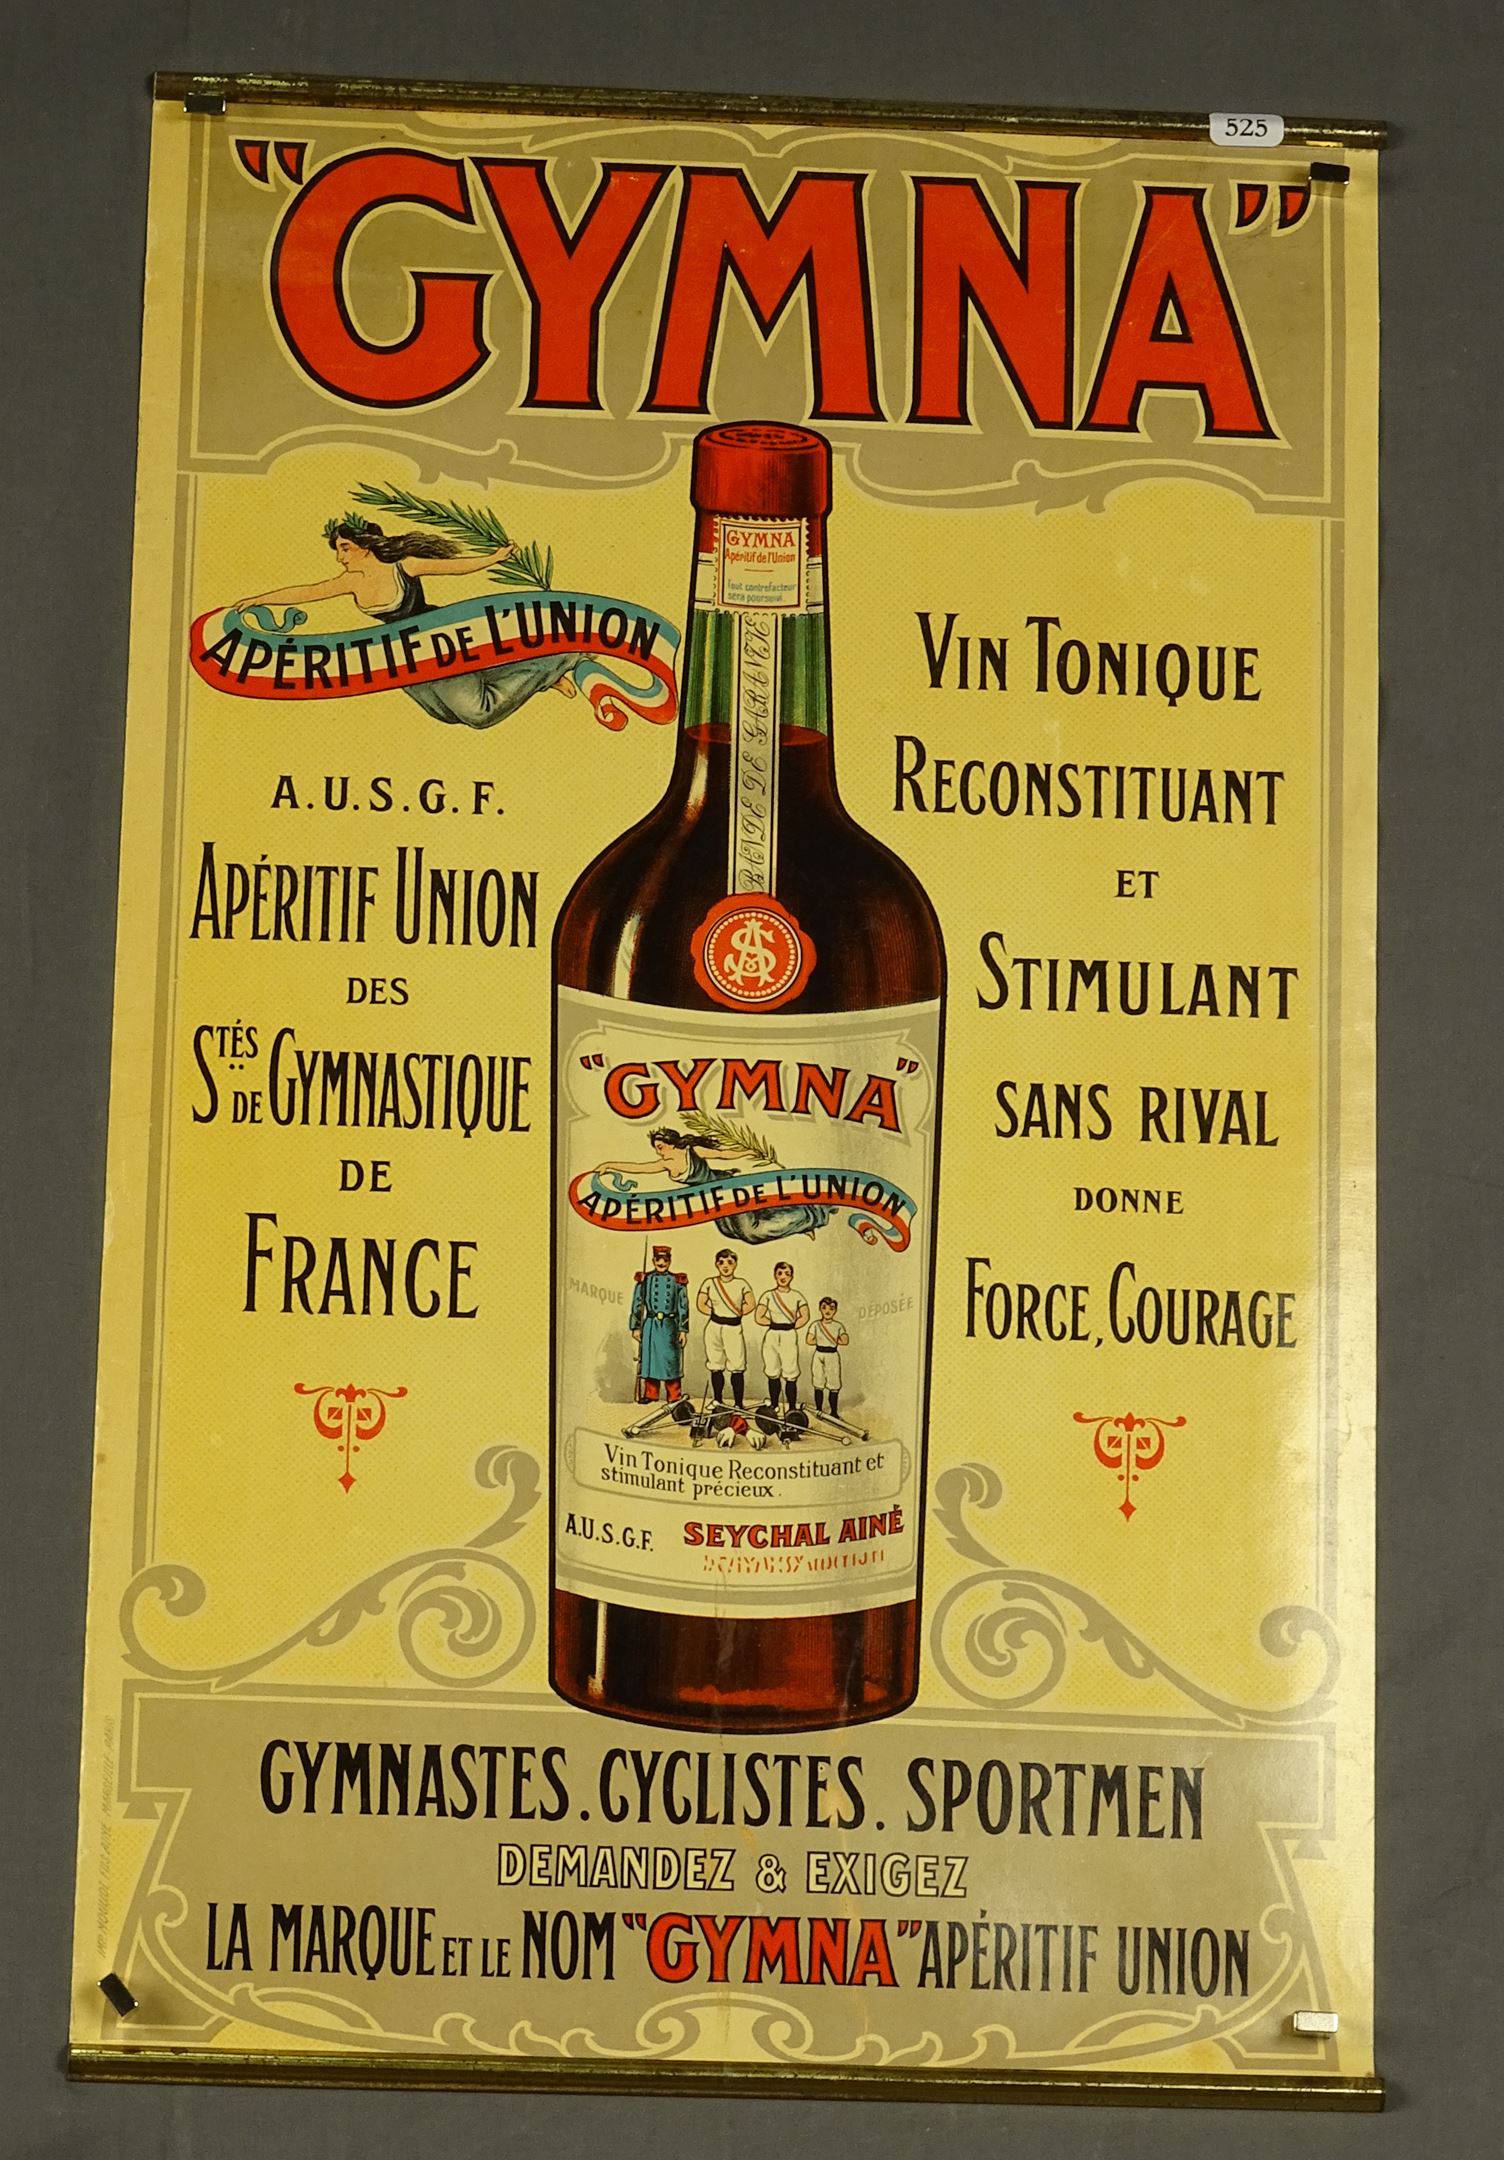 525
"GYMNA"
GYMNA
Apéritif de l'Union
Tout contrefacteur
sera poursuivi.
BANDE DE GARANTIE
APÉRITIF DE L'UNION
A.U.S.G.F.
APÉRITIF UNION
DES
STÉS DE GYMNASTIQUE
DE
FRANCE
VIN TONIQUE
RECONSTITUANT
ET
STIMULANT
SANS RIVAL
DONNE
FORCE, COURAGE
"GYMNA"
APÉRITIF DE L'UNION
MARQUE DÉPOSÉE
Vin Tonique Reconstituant et
stimulant précieux.
A.U.S.G.F. SEYCHAL AINÉ
GYMNASTES. CYCLISTES. SPORTMEN
DEMANDEZ & EXIGEZ
LA MARQUE ET LE NOM "GYMNA" APÉRITIF UNION